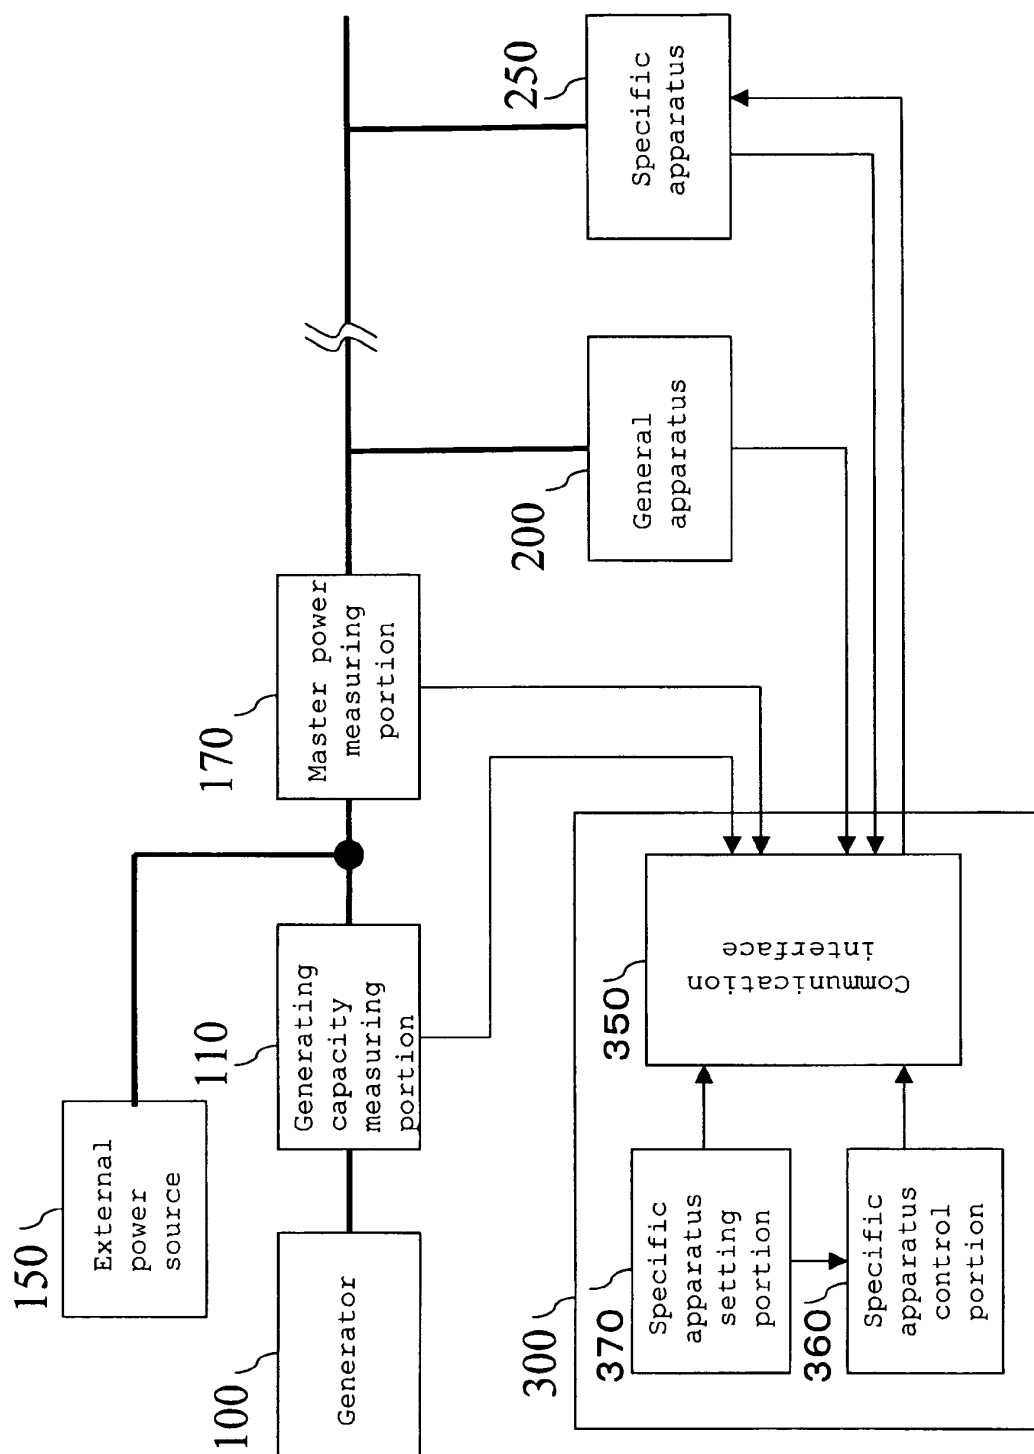 150
External
power
source
100
Generator
110
Generating
capacity
measuring
portion
170
Master power
measuring
portion
200
General
apparatus
250
Specific
apparatus
300
370
Specific
apparatus
setting
portion
360
Specific
apparatus
control
portion
350
Communication
interface